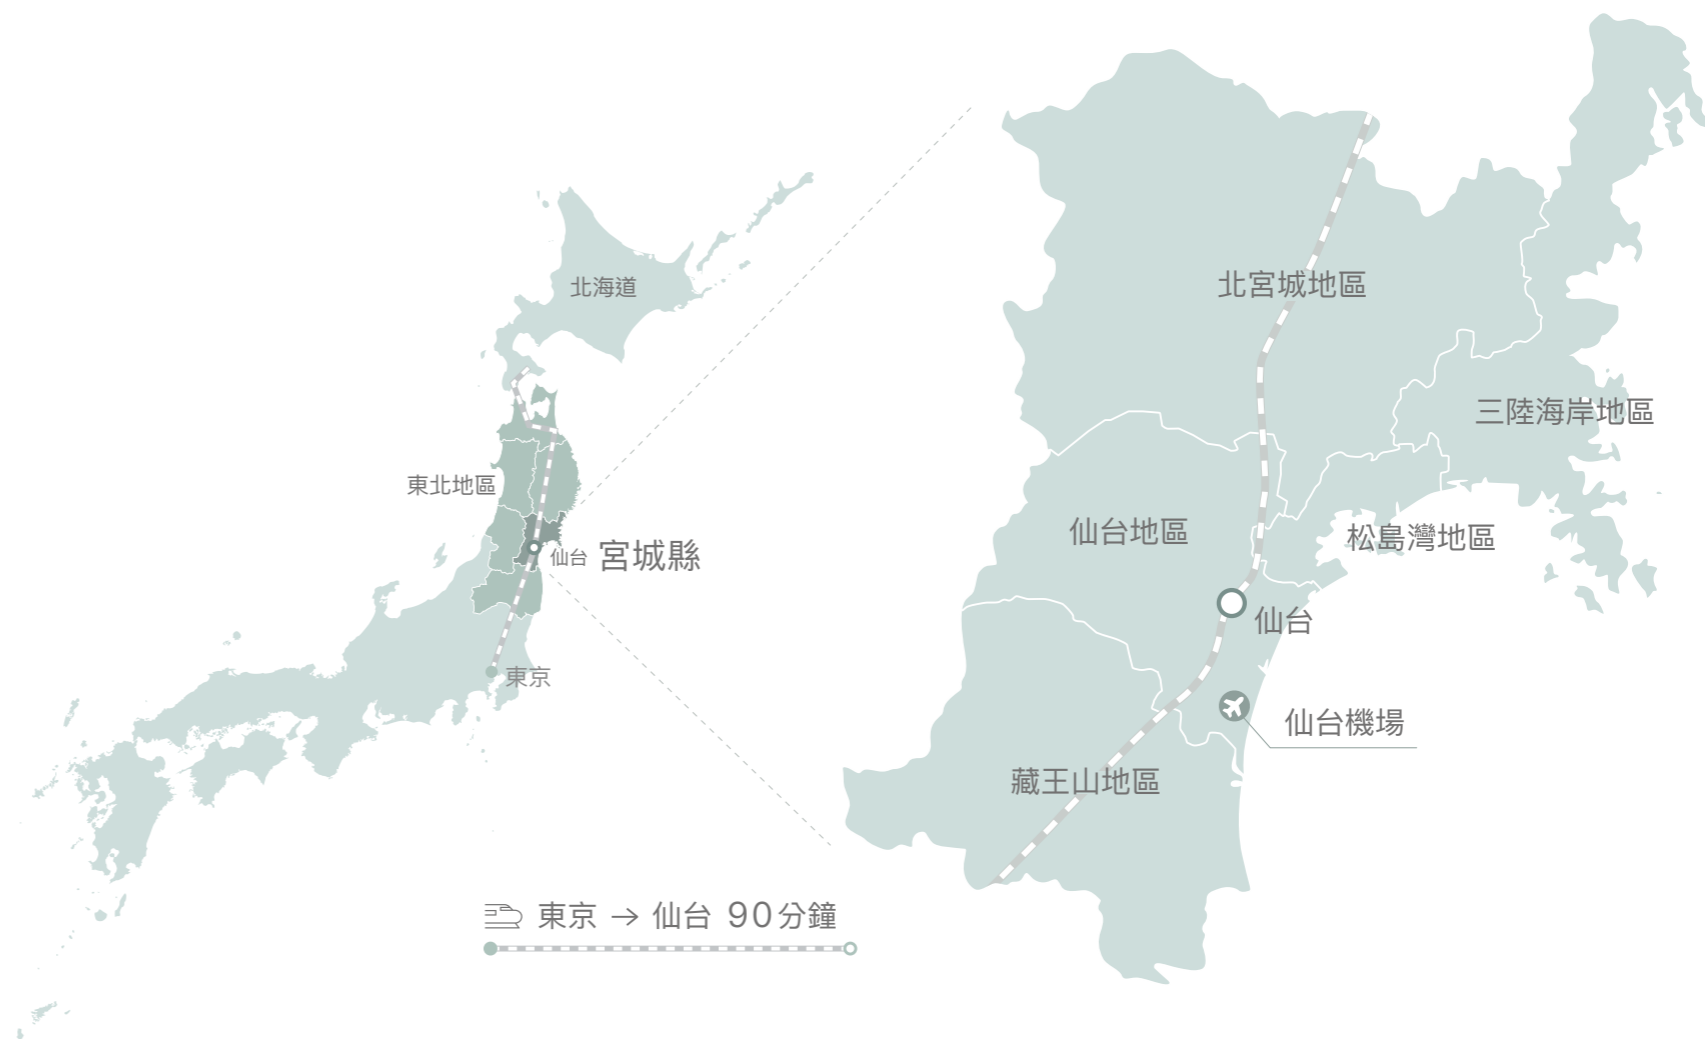 北海道
東北地區
仙台 宮城縣
東京
東京 → 仙台 90分鐘
北宮城地區
三陸海岸地區
仙台地區
松島灣地區
仙台
仙台機場
藏王山地區